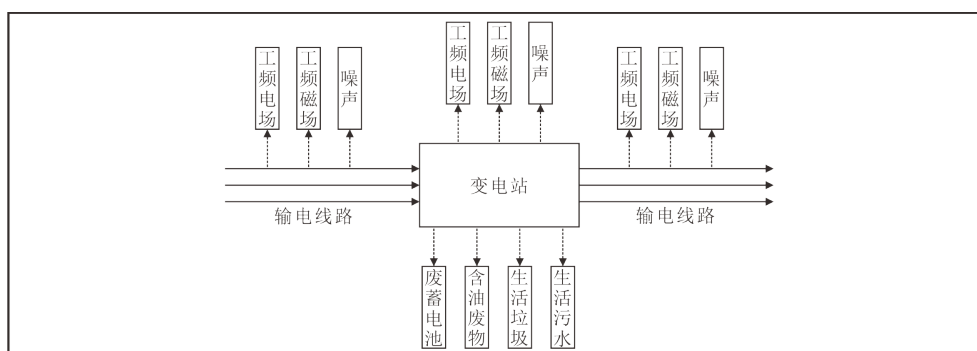 工频电场
工频磁场
噪声
工频电场
工频磁场
噪声
工频电场
工频磁场
噪声
变电站
输电线路
输电线路
废蓄电池
含油废物
生活垃圾
生活污水